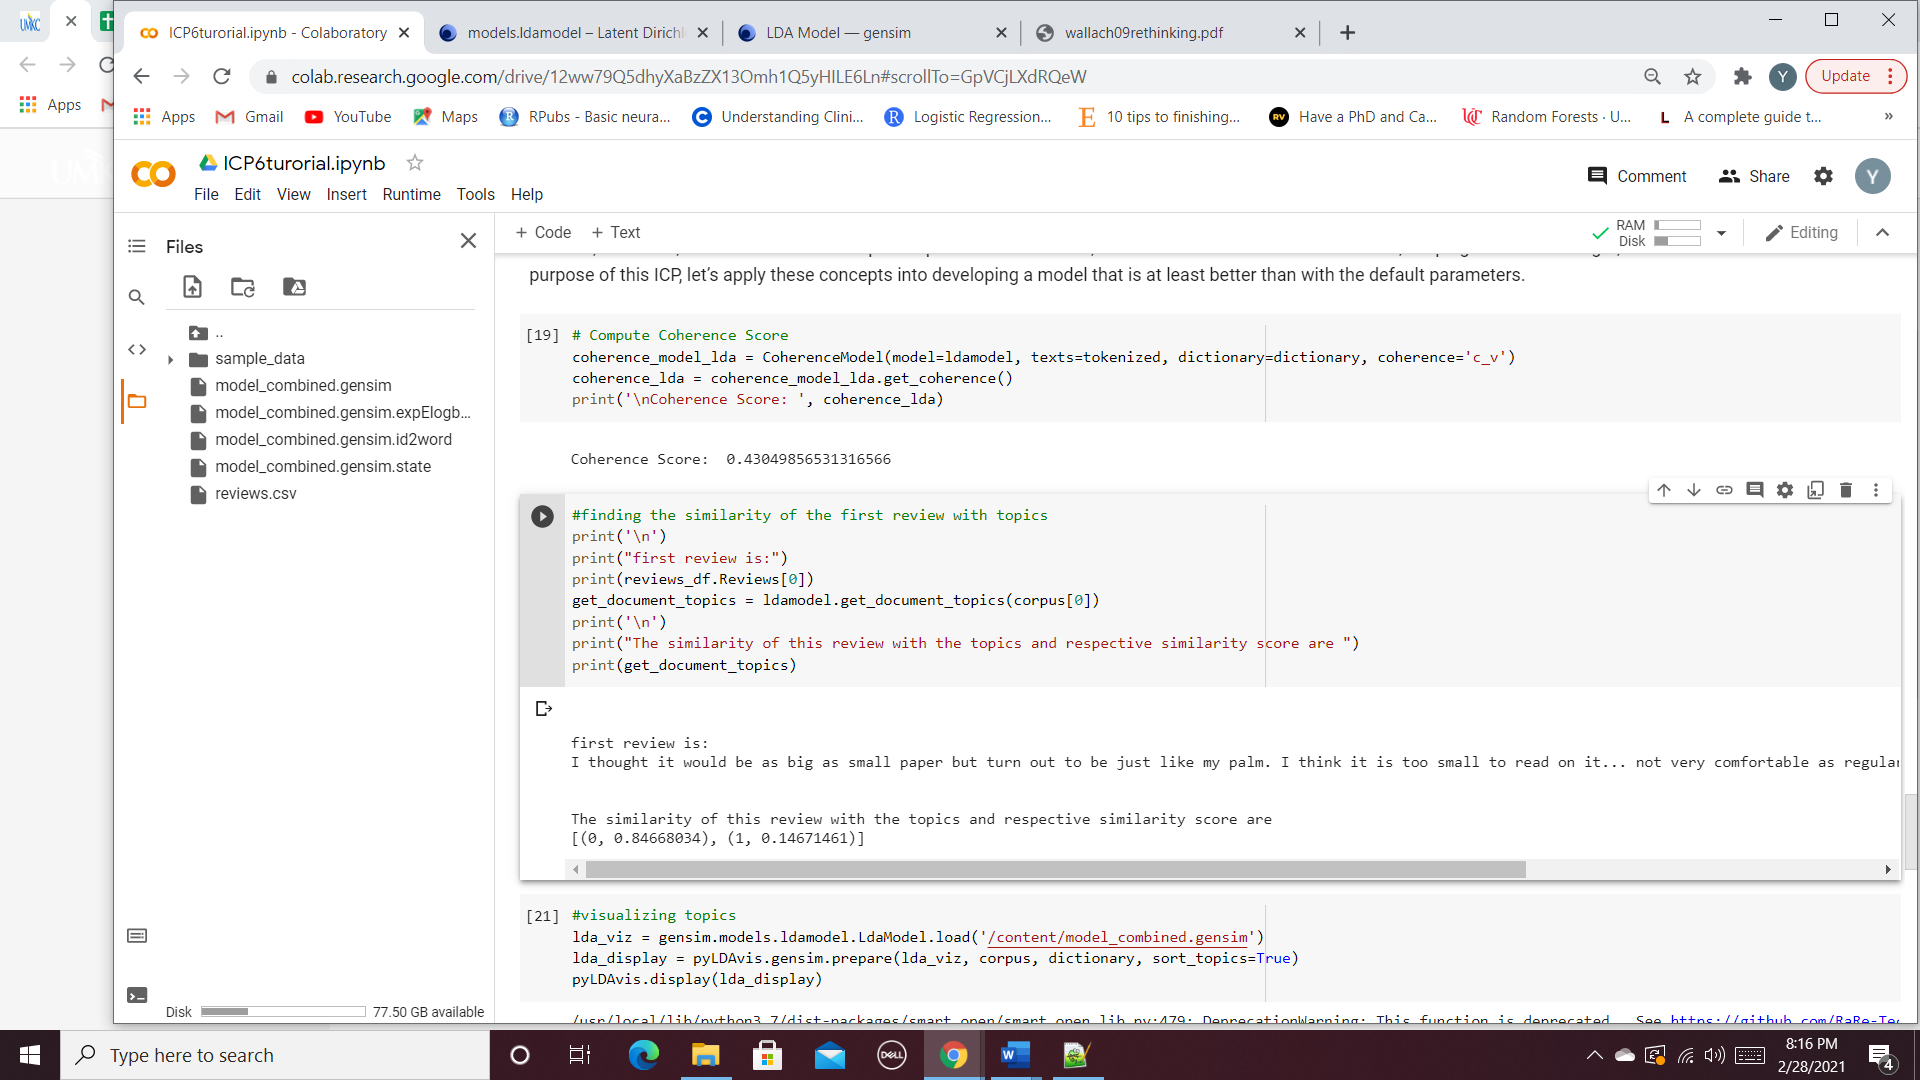 UMKC
ICP6turorial.ipynb - Colaboratory
models.ldamodel – Latent Dirichl
LDA Model — gensim
wallach09rethinking.pdf
colab.research.google.com/drive/12ww79Q5dhyXaBzZX13Omh1Q5yHILE6Ln#scrollTo=GpVCjLXdRQeW
Y
Update
Apps
Apps
Gmail
YouTube
Maps
RPubs - Basic neura...
Understanding Clini...
Logistic Regression...
10 tips to finishing...
Have a PhD and Ca...
Random Forests · U...
A complete guide t...
»
ICP6turorial.ipynb
File Edit View Insert Runtime Tools Help
Comment
Share
Y
Files
+ Code + Text
RAM
Disk
Editing
purpose of this ICP, let's apply these concepts into developing a model that is at least better than with the default parameters.
..
sample_data
model_combined.gensim
model_combined.gensim.expElogb...
model_combined.gensim.id2word
model_combined.gensim.state
reviews.csv
[19] # Compute Coherence Score
coherence_model_lda = CoherenceModel(model=ldamodel, texts=tokenized, dictionary=dictionary, coherence='c_v')
coherence_lda = coherence_model_lda.get_coherence()
print('\nCoherence Score: ', coherence_lda)
Coherence Score:  0.43049856531316566
#finding the similarity of the first review with topics
print('\n')
print("first review is:")
print(reviews_df.Reviews[0])
get_document_topics = ldamodel.get_document_topics(corpus[0])
print('\n')
print("The similarity of this review with the topics and respective similarity score are ")
print(get_document_topics)
first review is:
I thought it would be as big as small paper but turn out to be just like my palm. I think it is too small to read on it... not very comfortable as regular
The similarity of this review with the topics and respective similarity score are
[(0, 0.84668034), (1, 0.14671461)]
[21] #visualizing topics
lda_viz = gensim.models.ldamodel.LdaModel.load('/content/model_combined.gensim')
lda_display = pyLDAvis.gensim.prepare(lda_viz, corpus, dictionary, sort_topics=True)
pyLDAvis.display(lda_display)
/usr/local/lib/python3.7/dist-packages/smart_open/smart_open_lib.py:479: DeprecationWarning: This function is deprecated. See https://github.com/RaRe-Te
Disk
77.50 GB available
Type here to search
DELL
8:16 PM
2/28/2021
4